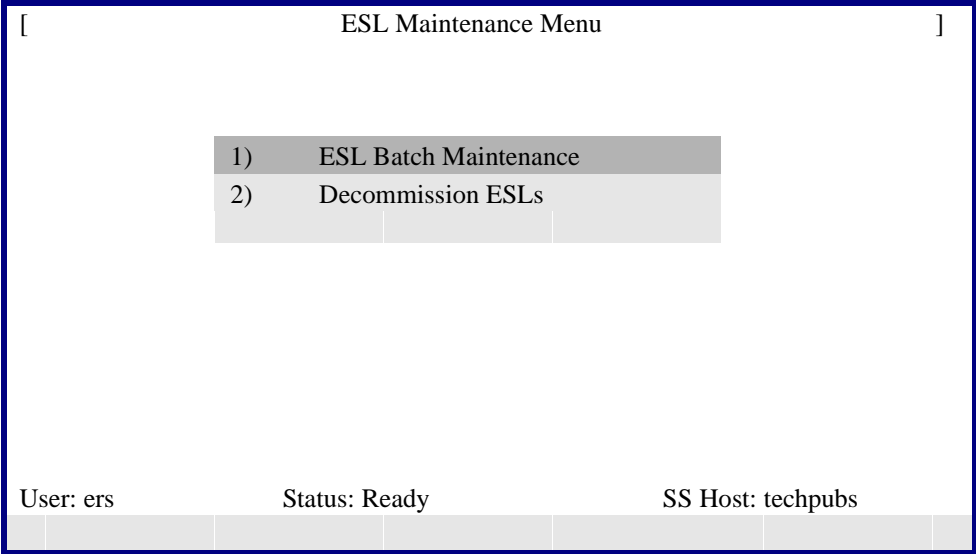 [ ESL Maintenance Menu ]
1) ESL Batch Maintenance
2) Decommission ESLs
User: ers Status: Ready SS Host: techpubs